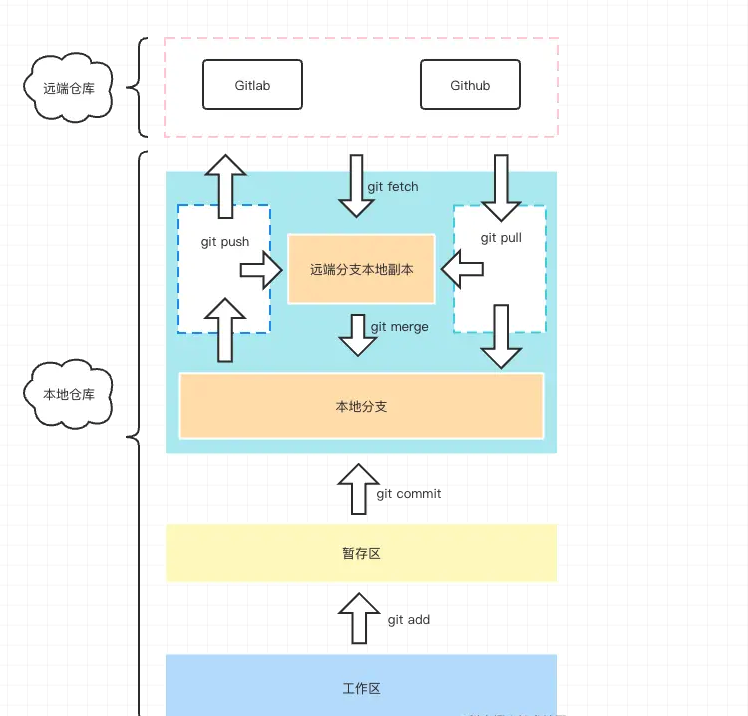 远端仓库
Gitlab
Github
git fetch
git push
git pull
远端分支本地副本
git merge
本地仓库
本地分支
git commit
暂存区
git add
工作区